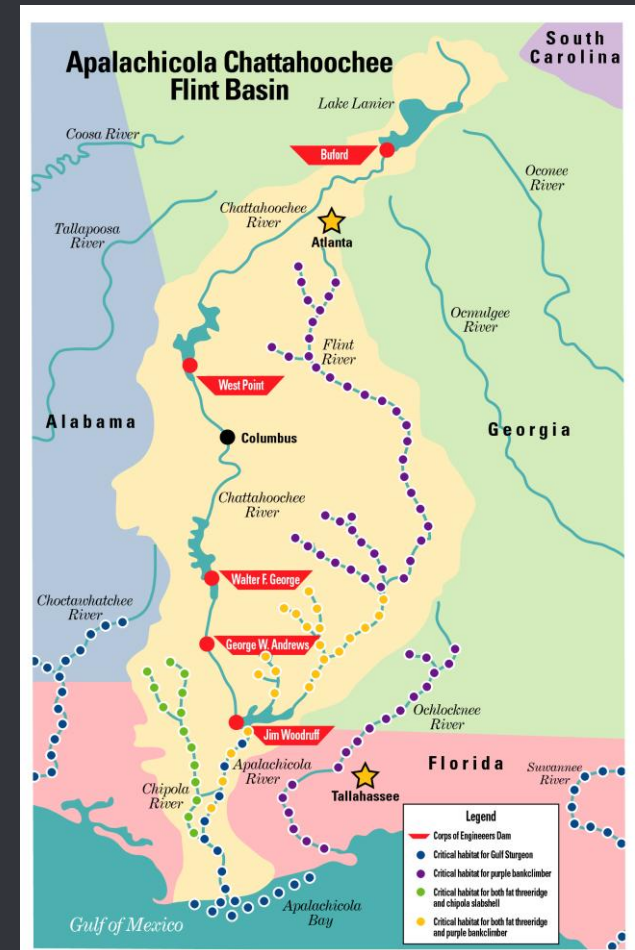 Apalachicola Chattahoochee
Flint Basin
South
Carolina
Lake Lanier
Coosa River
Buford
Oconee
River
Chattahoochee
River
Tallapoosa
River
Atlanta
Ocmulgee
River
Flint
River
West Point
Alabama
Columbus
Georgia
Chattahoochee
River
Walter F. George
Choctawhatchee
River
George W. Andrews
Ochlocknee
River
Jim Woodruff
Apalachicola
River
Florida
Suwannee
River
Chipola
River
Tallahassee
Legend
Corps of Engineeers Dam
Critical habitat for Gulf Sturgeon
Critical habitat for purple bankclimber
Critical habitat for both fat threeridge
and chipola slabshell
Critical habitat for both fat threeridge
and purple bankclimber
Apalachicola
Bay
Gulf of Mexico